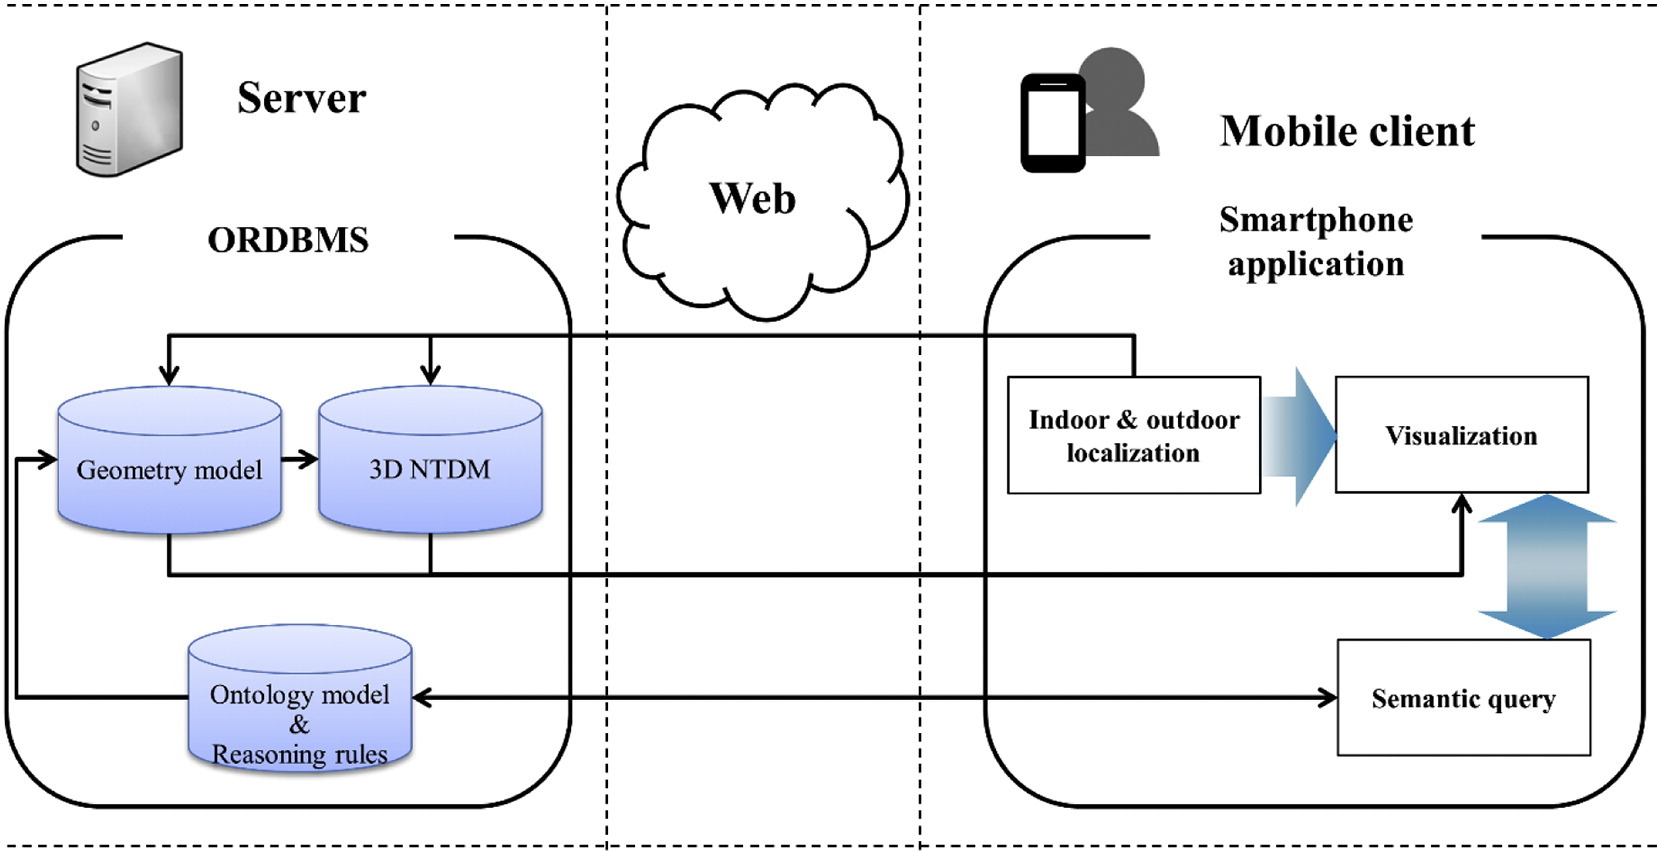 Server
Web
Mobile client
ORDBMS
Smartphone
application
Geometry model
3D NTDM
Indoor & outdoor
localization
Visualization
Ontology model
&
Reasoning rules
Semantic query